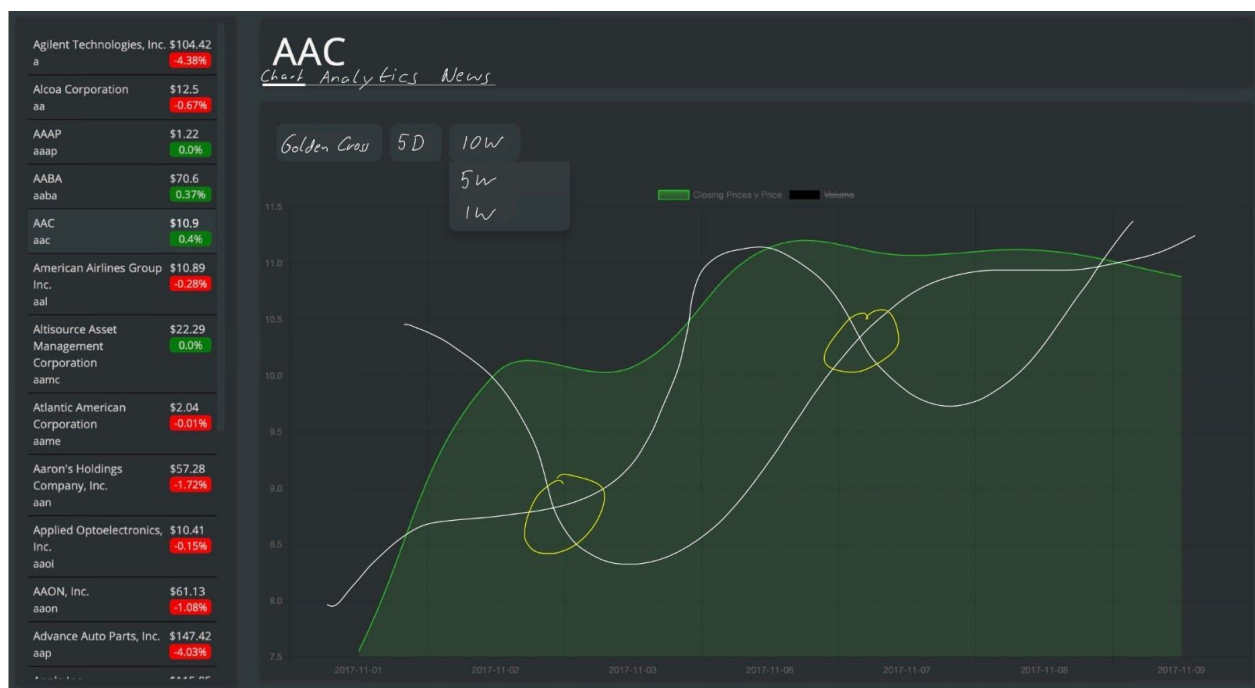 Agilent Technologies, Inc. $104.42
a -4.38%
Alcoa Corporation $12.5
aa -0.67%
AAAP $1.22
aaap 0.0%
AABA $70.6
aaba 0.37%
AAC $10.9
aac 0.4%
American Airlines Group $10.89
Inc. -0.28%
aal
Altisource Asset $22.29
Management 0.0%
Corporation
aamc
Atlantic American $2.04
Corporation -0.01%
aame
Aaron's Holdings $57.28
Company, Inc. -1.72%
aan
Applied Optoelectronics, $10.41
Inc. -0.15%
aaoi
AAON, Inc. $61.13
aaon -1.08%
Advance Auto Parts, Inc. $147.42
aap -4.03%
AAC
Chart Analytics News
Golden Cross 5D 10W
5W
1W
Closing Prices v Price Volume
11.5
11.0
10.5
10.0
9.5
9.0
8.5
8.0
7.5
2017-11-01 2017-11-02 2017-11-03 2017-11-06 2017-11-07 2017-11-08 2017-11-09